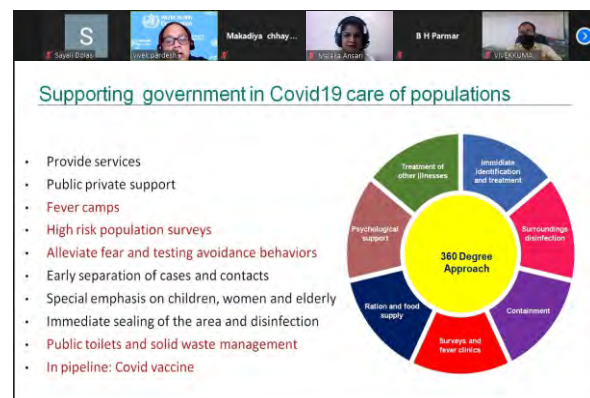 S
Sayali Dolas
vivek pardeshi
Makadiya chhay...
Malaka Ansari
B H Parmar
VIVEKKUMA
Supporting government in Covid19 care of populations
• Provide services
• Public private support
• Fever camps
• High risk population surveys
• Alleviate fear and testing avoidance behaviors
• Early separation of cases and contacts
• Special emphasis on children, women and elderly
• Immediate sealing of the area and disinfection
• Public toilets and solid waste management
• In pipeline: Covid vaccine
Treatment of
other illnesses
Immidiate
identification
and treatment
Psychological
support
Surroundings
disinfection
360 Degree
Approach
Ration and food
supply
Containment
Surveys and
fever clinics